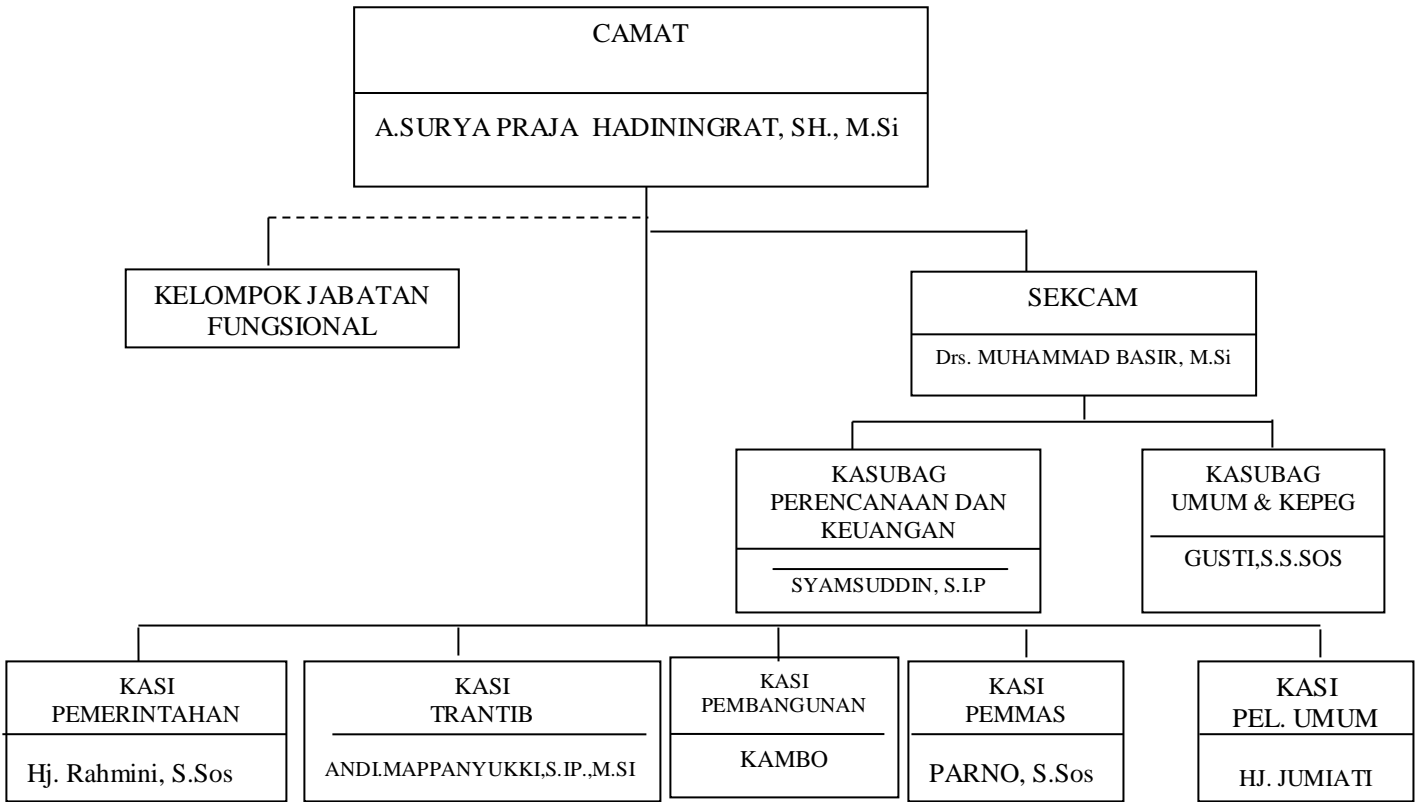 CAMAT
A.SURYA PRAJA HADININGRAT, SH., M.Si
KELOMPOK JABATAN
FUNGSIONAL
SEKCAM
Drs. MUHAMMAD BASIR, M.Si
KASUBAG
PERENCANAAN DAN
KEUANGAN
SYAMSUDDIN, S.I.P
KASUBAG
UMUM & KEPEG
GUSTI,S.S.SOS
KASI
PEMERINTAHAN
Hj. Rahmini, S.Sos
KASI
TRANTIB
ANDI.MAPPANYUKKI,S.IP.,M.SI
KASI
PEMBANGUNAN
KAMBO
KASI
PEMMAS
PARNO, S.Sos
KASI
PEL. UMUM
HJ. JUMIATI